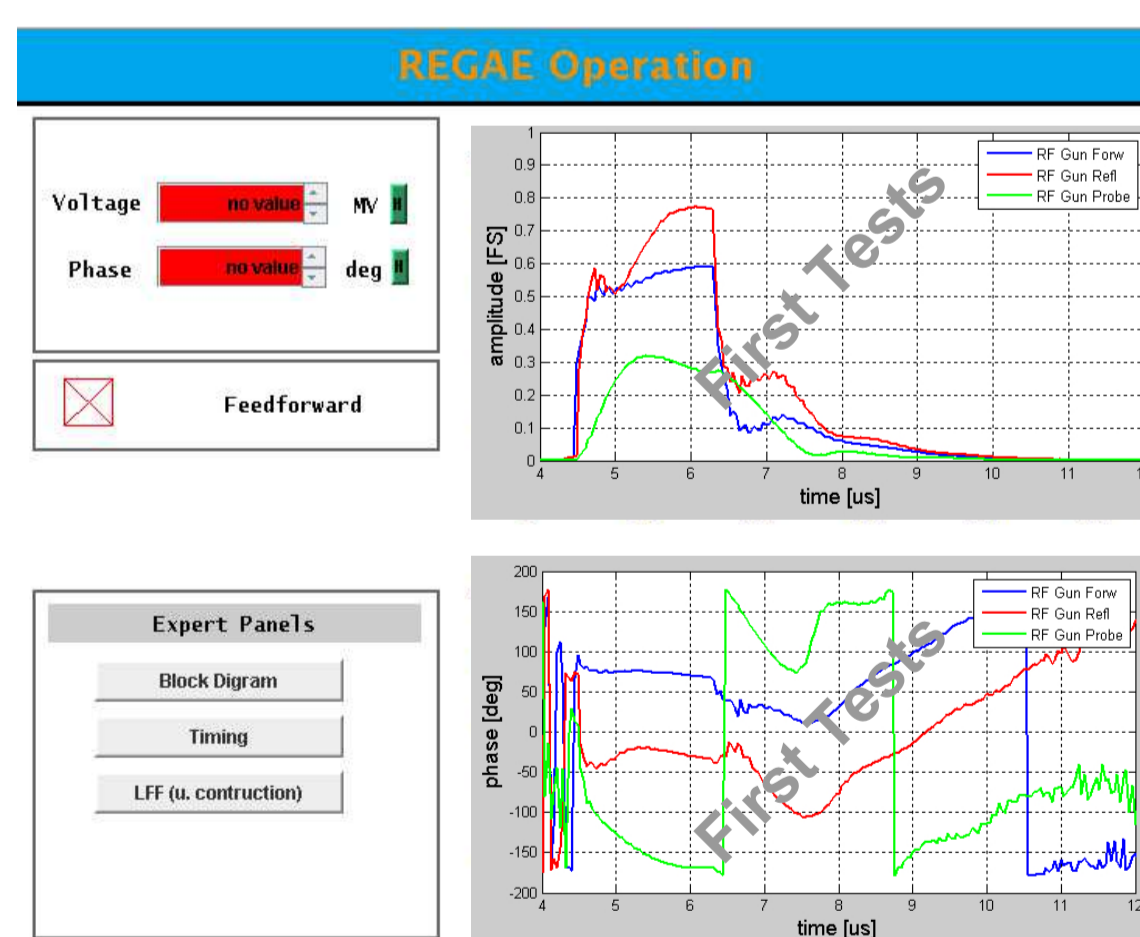 REGAE Operation
Voltage no value MV H
Phase no value deg H
Feedforward
Expert Panels
Block Digram
Timing
LFF (u. contruction)
1
0.9
0.8
0.7
0.6
0.5
0.4
0.3
0.2
0.1
0
amplitude [FS]
4 5 6 7 8 9 10 11
time [us]
RF Gun Forw
RF Gun Refl
RF Gun Probe
First Tests
200
150
100
50
0
-50
-100
-150
-200
phase [deg]
4 5 6 7 8 9 10 11 12
time [us]
RF Gun Forw
RF Gun Refl
RF Gun Probe
First Tests